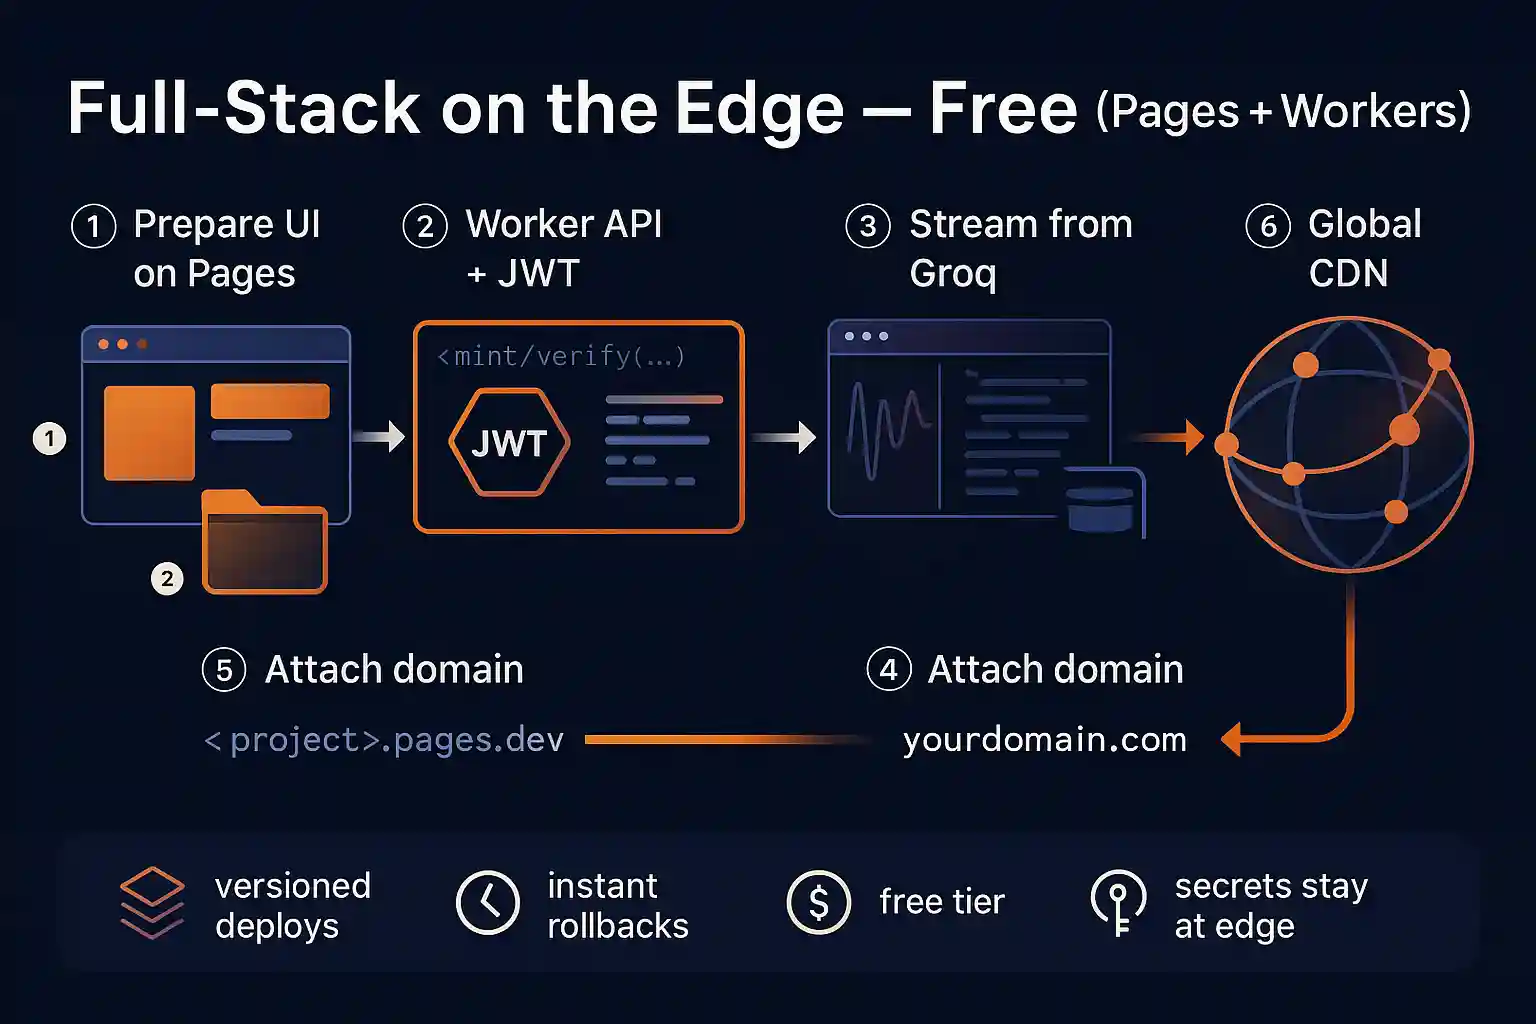 Full-Stack on the Edge — Free (Pages + Workers)
1 Prepare UI
on Pages
2 Worker API
+ JWT
3 Stream from
Groq
6 Global
CDN
<mint/verify(...)
JWT
1
2
5 Attach domain
4 Attach domain
<project>.pages.dev
yourdomain.com
versioned
deploys
instant
rollbacks
$
free tier
secrets stay
at edge